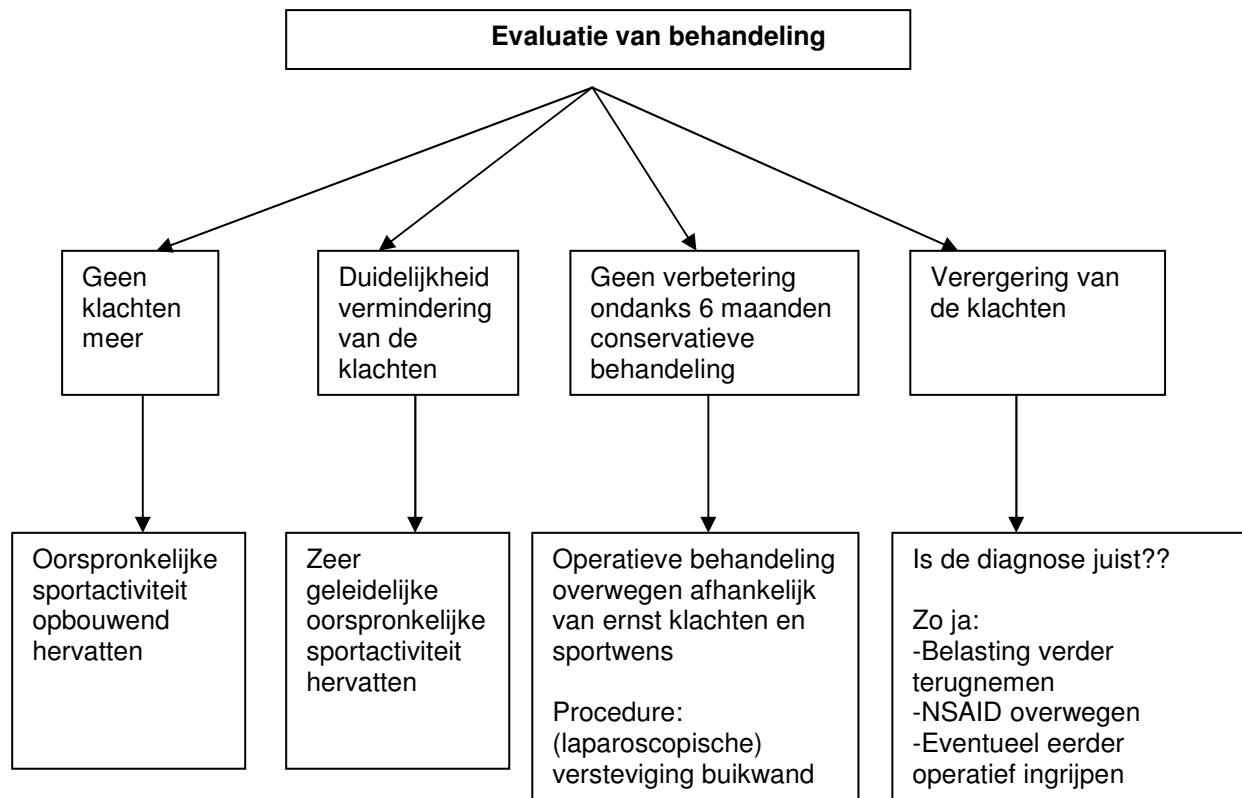 Evaluatie van behandeling
Geen
klachten
meer
Duidelijkheid
vermindering
van de
klachten
Geen verbetering
ondanks 6 maanden
conservatieve
behandeling
Verergering van
de klachten
Oorspronkelijke
sportactiviteit
opbouwend
hervatten
Zeer
geleidelijke
oorspronkelijke
sportactiviteit
hervatten
Operatieve behandeling
overwegen afhankelijk
van ernst klachten en
sportwens
Procedure:
(laparoscopische)
versteviging buikwand
Is de diagnose juist??
Zo ja:
-Belasting verder
terugnemen
-NSAID overwegen
-Eventueel eerder
operatief ingrijpen